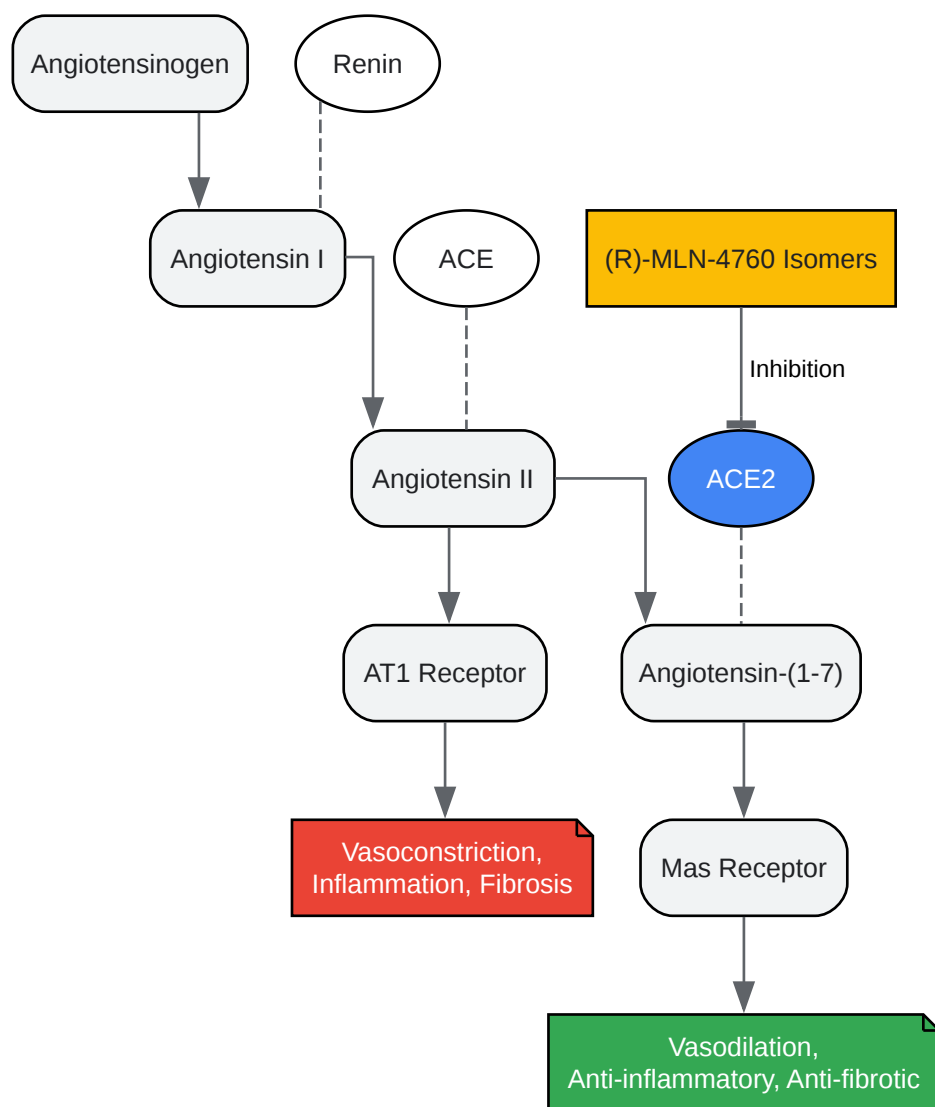 Angiotensinogen
Renin
Angiotensin I
ACE
(R)-MLN-4760 Isomers
Inhibition
Angiotensin II
ACE2
AT1 Receptor
Angiotensin-(1-7)
Vasoconstriction,
Inflammation, Fibrosis
Mas Receptor
Vasodilation,
Anti-inflammatory, Anti-fibrotic